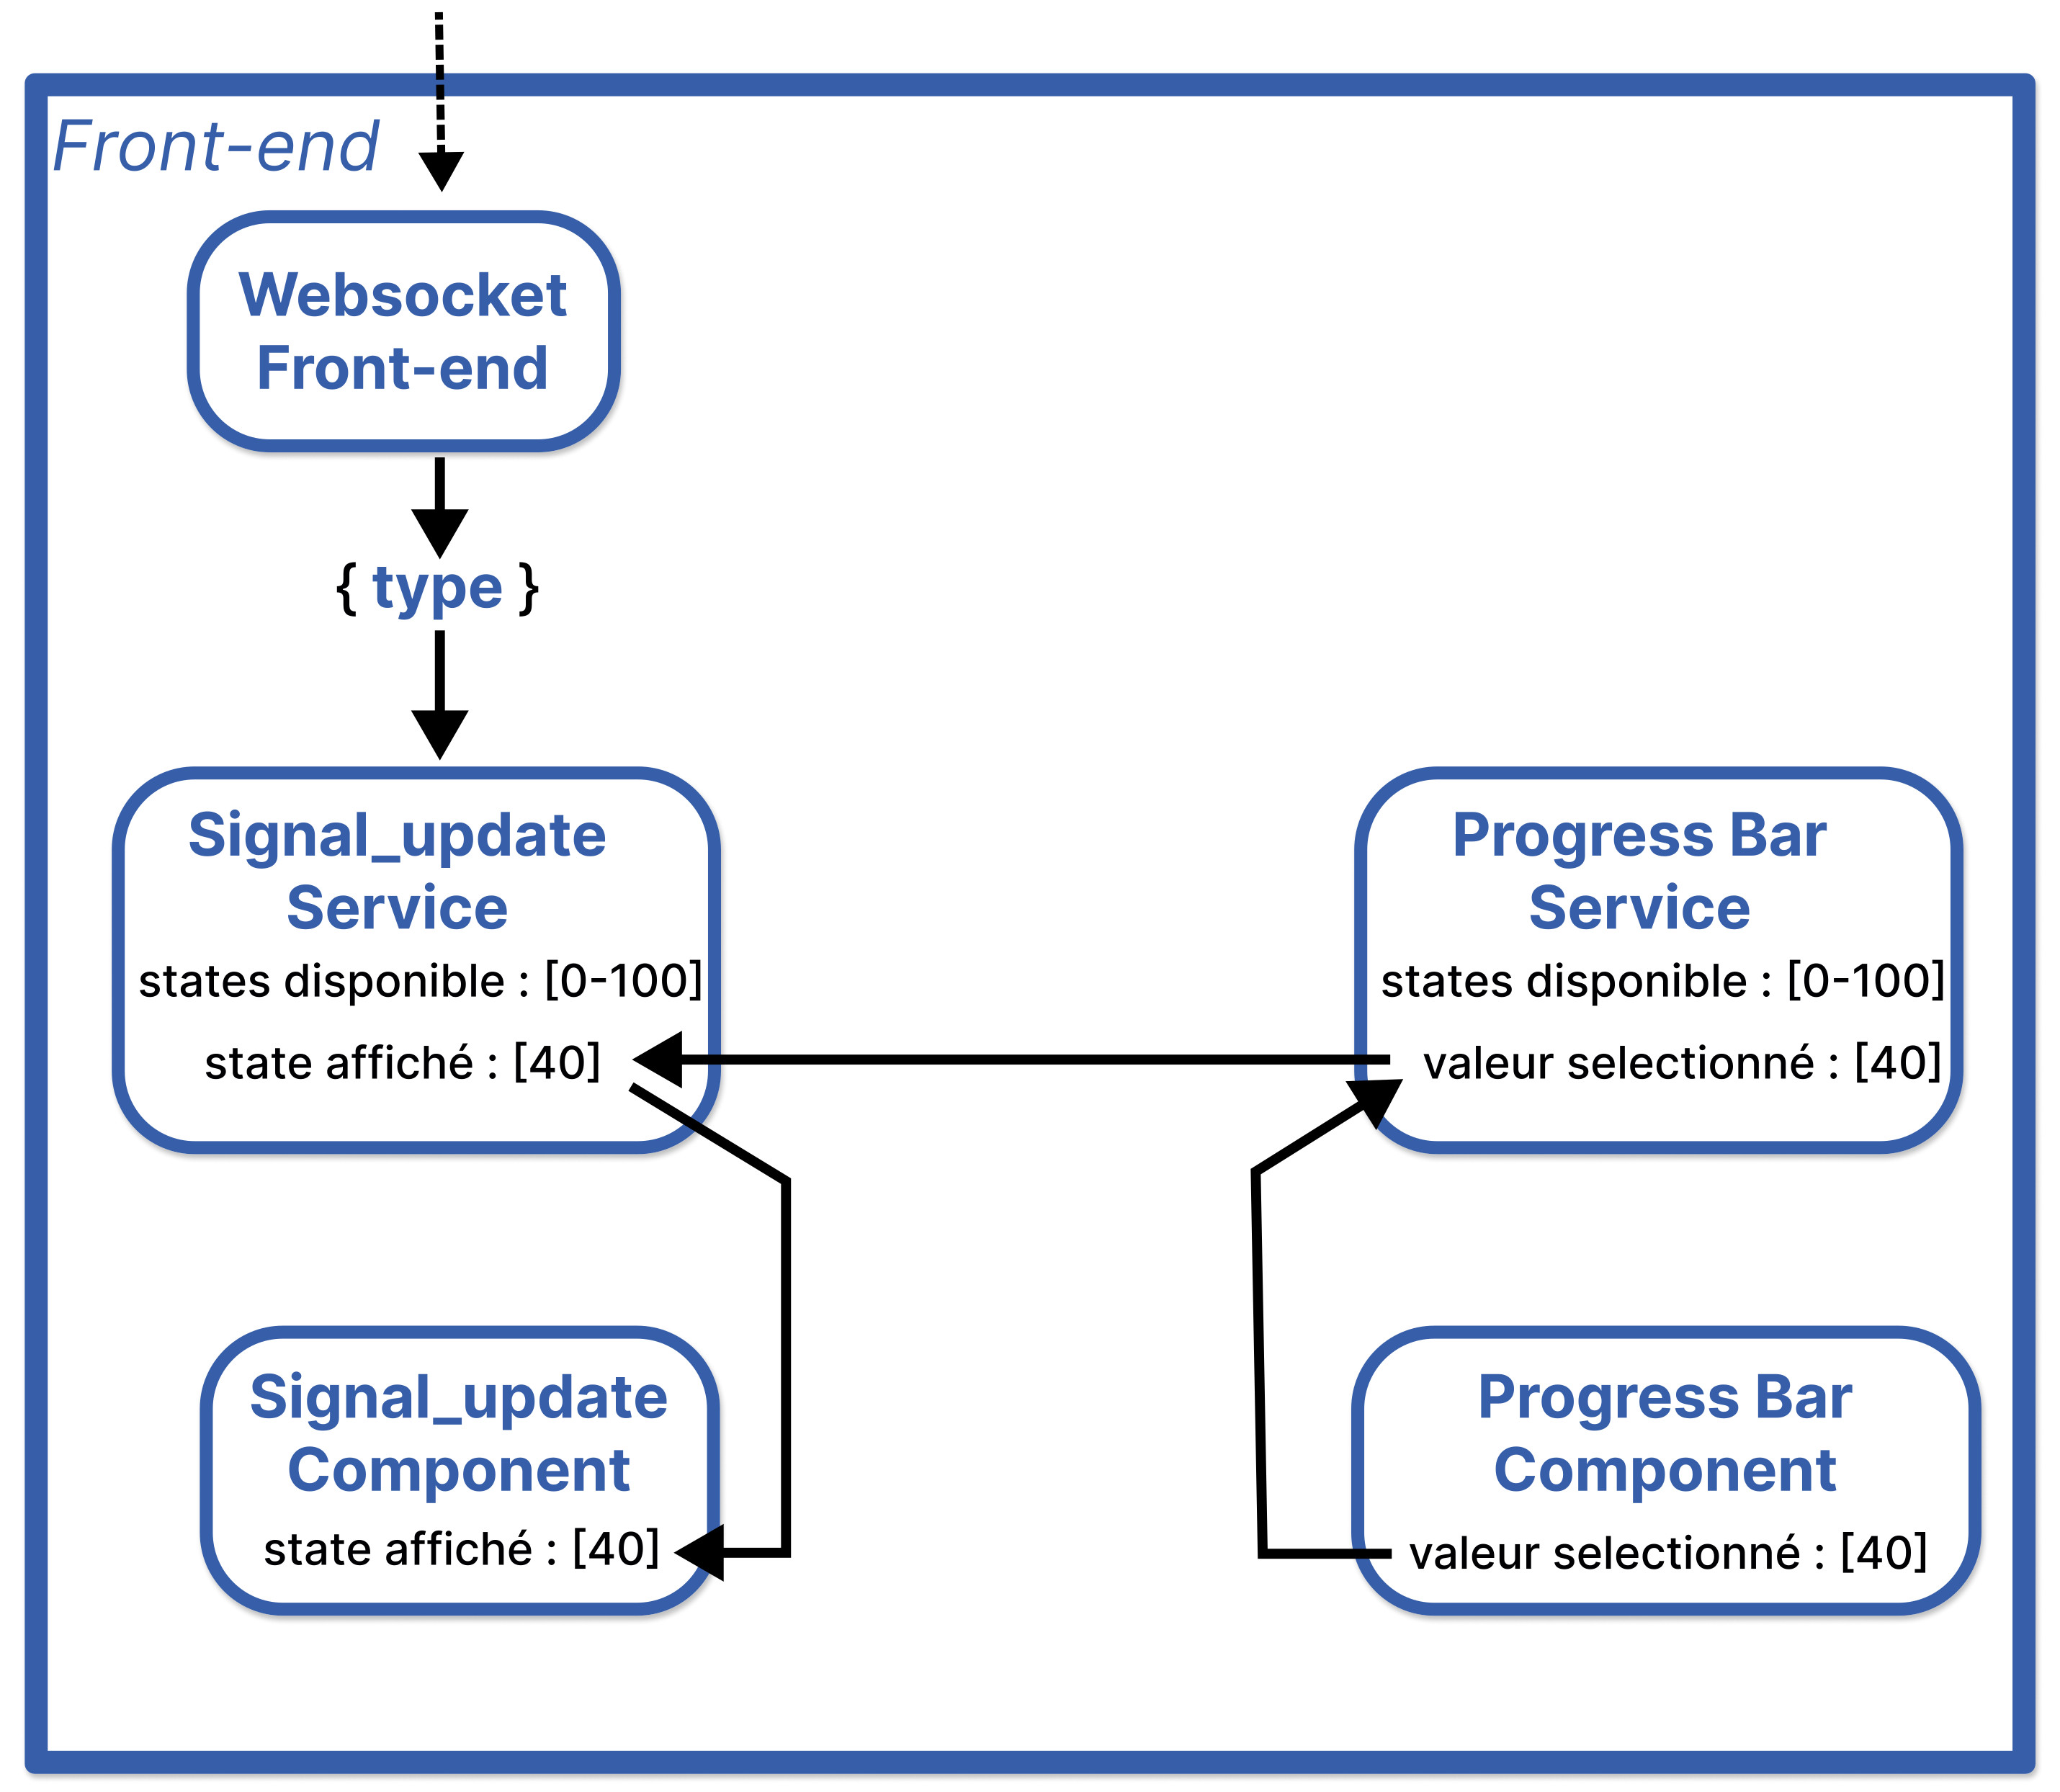 Front-end
Websocket
Front-end
{ type }
Signal_update
Service
states disponible : [0-100]
state affiché : [40]
Progress Bar
Service
states disponible : [0-100]
valeur selectionné : [40]
Signal_update
Component
state affiché : [40]
Progress Bar
Component
valeur selectionné : [40]